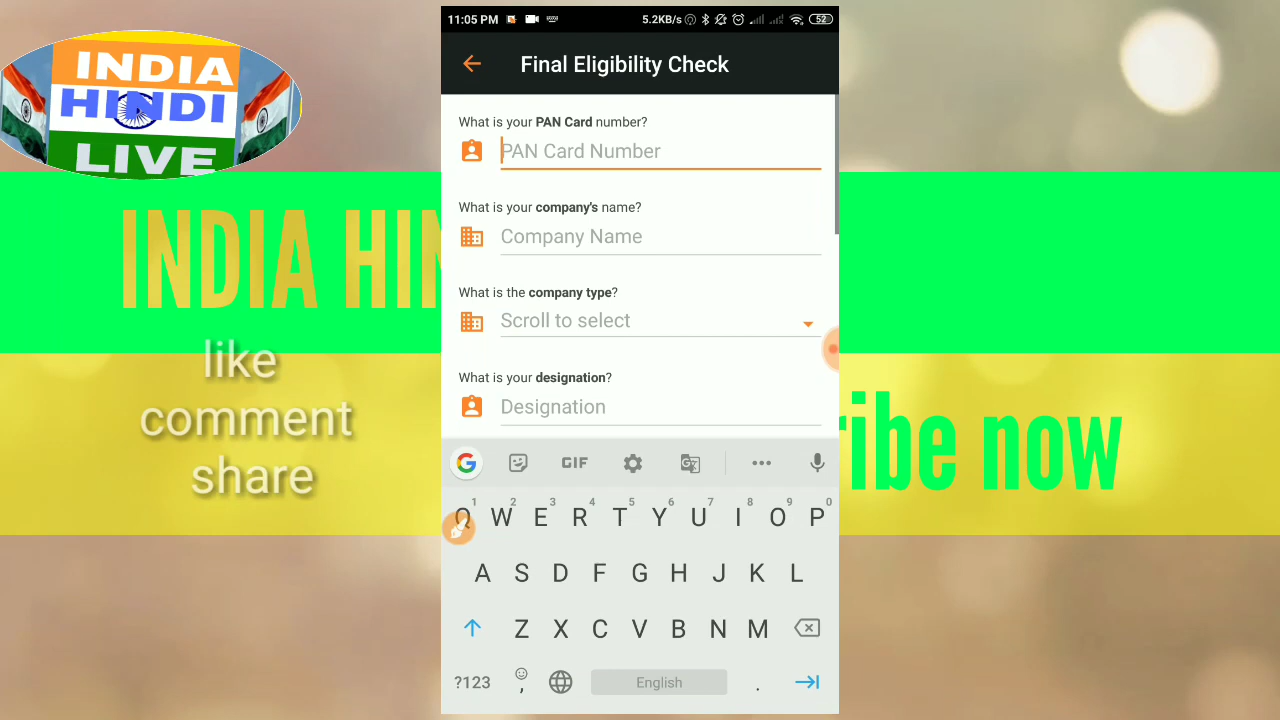 INDIA
HINDI
LIVE
INDIA HIN
like
comment
share
ribe now
11:05 PM
5.2KB/s
52
Final Eligibility Check
What is your PAN Card number?
PAN Card Number
What is your company's name?
Company Name
What is the company type?
Scroll to select
What is your designation?
Designation
G GIF
1 2 3 4 5 6 7 8 9 0
Q W E R T Y U I O P
A S D F G H J K L
Z X C V B N M
?123 , English .